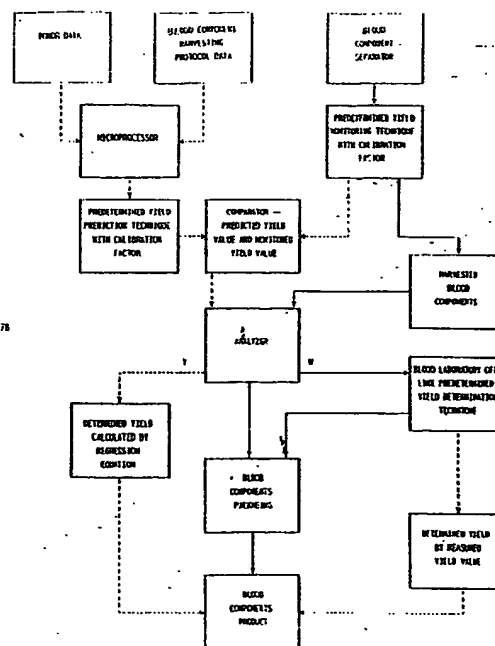 DONOR DATA
BLOOD COMPONENT
HARVESTING
PROTOCOL DATA
BLOOD
COMPONENT
SEPARATOR
MICROPROCESSOR
PREDETERMINED YIELD
MONITORING TECHNIQUE
WITH CALIBRATION
FACTOR
PREDETERMINED YIELD
PREDICTION TECHNIQUE
WITH CALIBRATION
FACTOR
COMPARATOR —
PREDICTED YIELD
VALUE AND MONITORED
YIELD VALUE
HARVESTED
BLOOD
COMPONENTS
ANALYZER
Y
N
BLOOD LABORATORY OFF
LINE PREDETERMINED
YIELD DETERMINATION
TECHNIQUE
DETERMINED YIELD
CALCULATED BY
REGRESSION
EQUATION
BLOOD
COMPONENTS
PACKAGING
DETERMINED YIELD
BY MEASURED
YIELD VALUE
BLOOD
COMPONENTS
PRODUCT